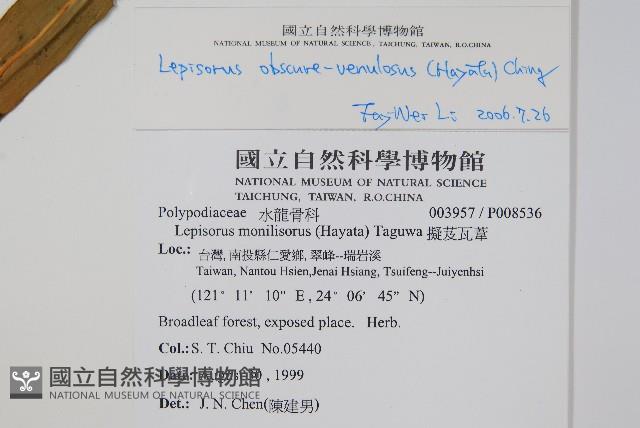 國立自然科學博物館
NATIONAL MUSEUM OF NATURAL SCIENCE, TAICHUNG, TAIWAN, R.O.CHINA
Lepisorus obscure-venulosus (Hayata) Ching
Fay-Wei Li 2006.7.26
國立自然科學博物館
NATIONAL MUSEUM OF NATURAL SCIENCE
TAICHUNG, TAIWAN, R.O.CHINA
Polypodiaceae 水龍骨科 003957 / P008536
Lepisorus monilisorus (Hayata) Taguwa 擬芨瓦葦
Loc.: 台灣, 南投縣仁愛鄉, 翠峰--瑞岩溪
Taiwan, Nantou Hsien,Jenai Hsiang, Tsuifeng--Juiyenhsi
(121° 11' 10" E , 24° 06' 45" N)
Broadleaf forest, exposed place. Herb.
Col.: S. T. Chiu No.05440
Date: , 1999
國立自然科學博物館
NATIONAL MUSEUM OF NATURAL SCIENCE
Det.: J. N. Chen(陳建男)